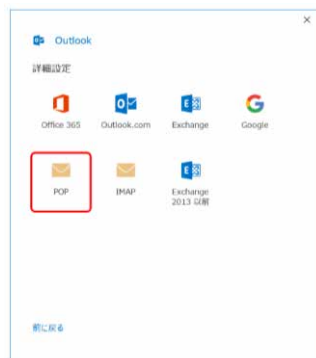 Outlook
詳細設定
Office 365
Outlook.com
Exchange
Google
POP
IMAP
Exchange
2013 以前
前に戻る